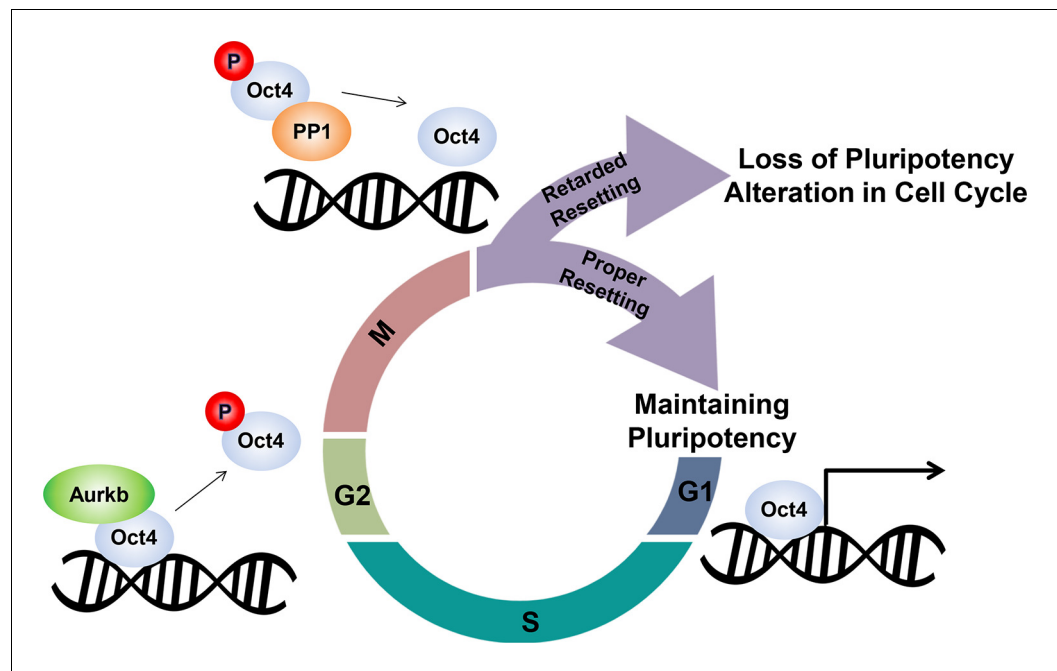 P
Oct4
PP1
Oct4
Retarded
Resetting
Loss of Pluripotency
Alteration in Cell Cycle
Proper
Resetting
M
P
Oct4
Aurkb
Oct4
G2
Maintaining
Pluripotency
G1
Oct4
S